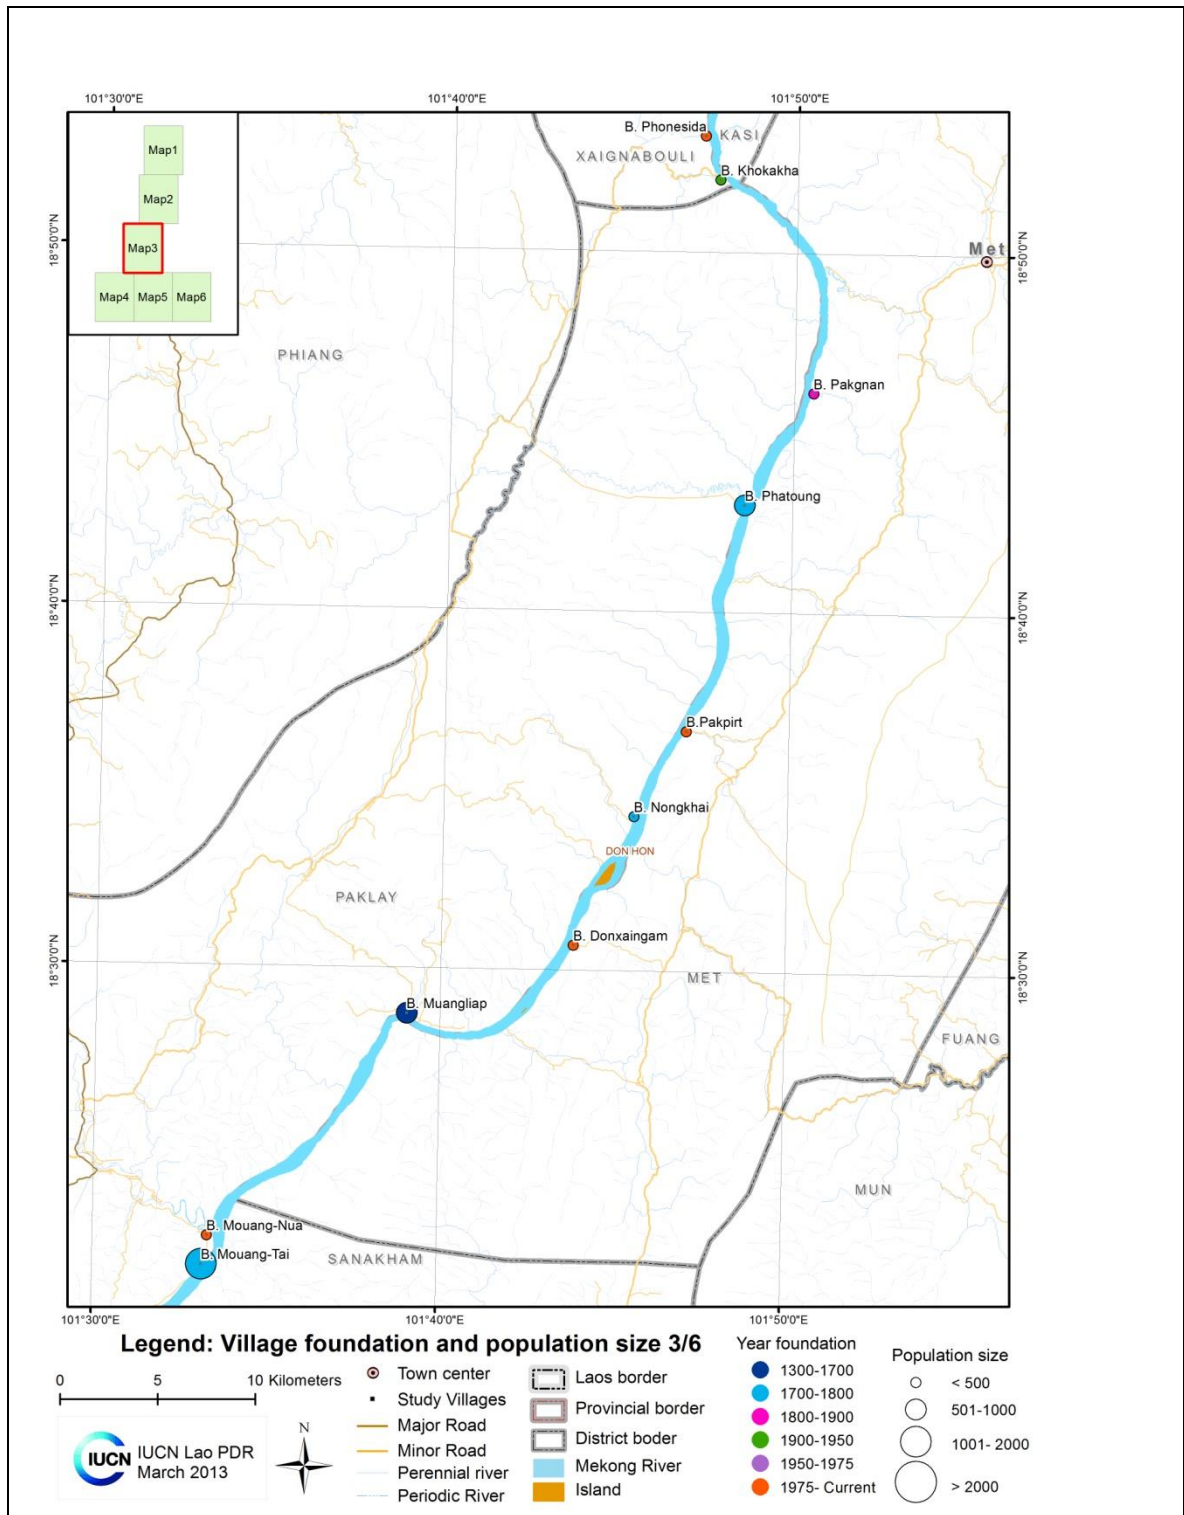 101°30'0"E
101°40'0"E
101°50'0"E
Map1
Map2
Map3
Map4
Map5
Map6
B. Phonesida
KASI
XAIGNABOULI
B. Khokakha
Met
18°50'0"N
18°50'0"N
PHIANG
B. Pakgnan
B. Phatoung
18°40'0"N
18°40'0"N
B.Pakpirt
B. Nongkhai
DON HON
PAKLAY
B. Donxaingam
18°30'0"N
18°30'0"N
MET
B. Muangliap
FUANG
MUN
B. Mouang-Nua
B. Mouang-Tai
SANAKHAM
101°30'0"E
101°40'0"E
101°50'0"E
Legend: Village foundation and population size 3/6
0 5 10 Kilometers
IUCN
IUCN Lao PDR
March 2013
N
Town center
Study Villages
Major Road
Minor Road
Perennial river
Periodic River
Laos border
Provincial border
District boder
Mekong River
Island
Year foundation
1300-1700
1700-1800
1800-1900
1900-1950
1950-1975
1975- Current
Population size
< 500
501-1000
1001- 2000
> 2000